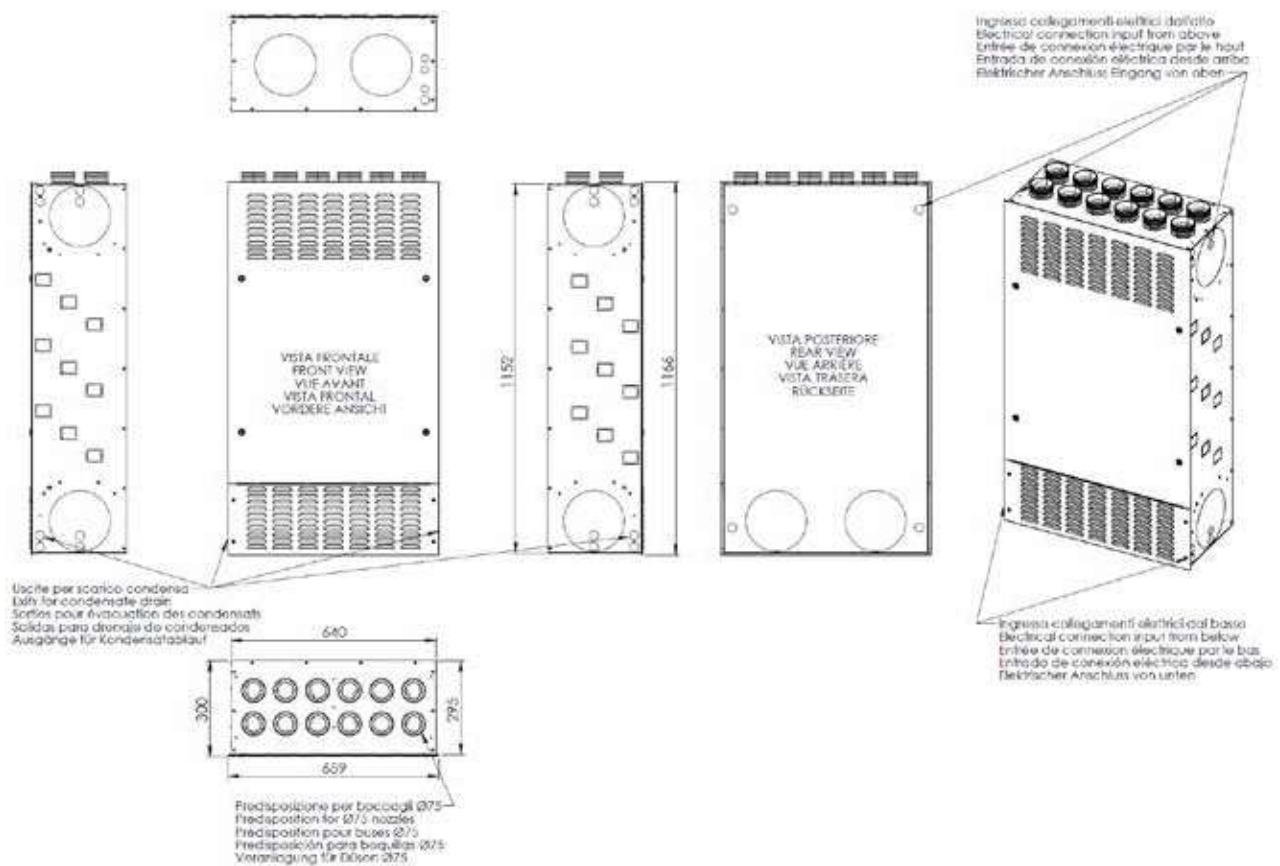 Ingresso collegamenti elettrici dall'alto
Electrical connection input from above
Entrée de connexion électrique par le haut
Entrada de conexión eléctrica desde arriba
Elektrischer Anschluss Eingang von oben
VISTA FRONTALE
FRONT VIEW
VUE AVANT
VISTA FRONTAL
VORDERE ANSICHT
1152
1166
VISTA POSTERIORE
REAR VIEW
VUE ARRIÈRE
VISTA TRASERA
RÜCKSEITE
Uscite per scarico condensa
Exits for condensate drain
Sorties pour évacuation des condensats
Salidas para drenaje de condensados
Ausgänge für Kondensatablauf
Ingresso collegamenti elettrici dal basso
Electrical connection input from below
Entrée de connexion électrique par le bas
Entrada de conexión eléctrica desde abajo
Elektrischer Anschluss von unten
640
300
295
659
Predisposizione per boccagli Ø75
Predisposition for Ø75 nozzles
Predisposition pour buses Ø75
Predisposición para boquillas Ø75
Veranlagung für Düsen Ø75